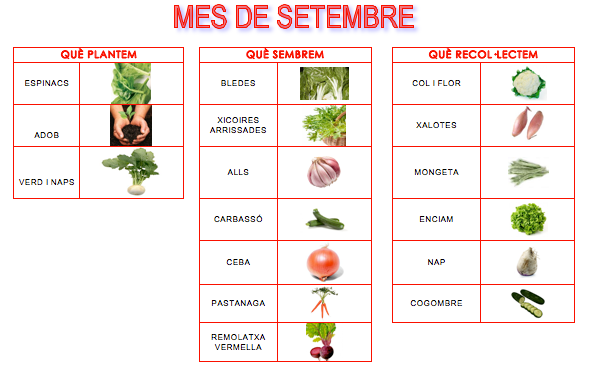 MES DE SETEMBRE
QUÈ PLANTEM
ESPINACS
ADOB
VERD I NAPS
QUÈ SEMBREM
BLEDES
XICOIRES
ARRISSADES
ALLS
CARBASSÓ
CEBA
PASTANAGA
REMOLATXA
VERMELLA
QUÈ RECOL·LECTEM
COL I FLOR
XALOTES
MONGETA
ENCIAM
NAP
COGOMBRE